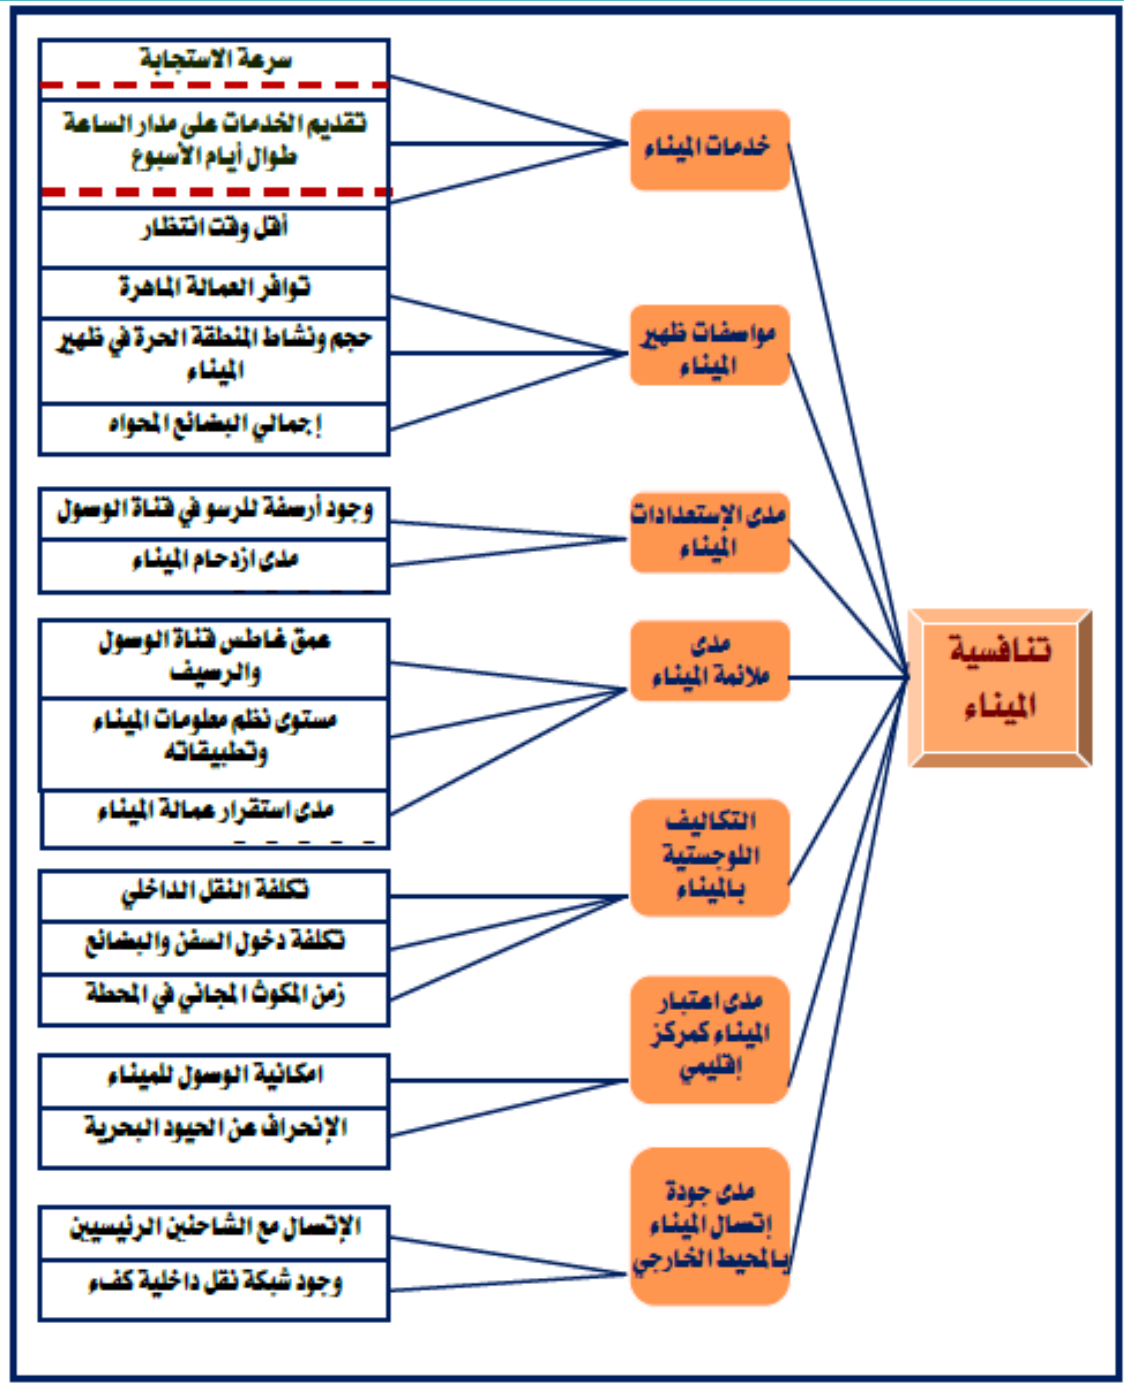 تنافسية
الميناء
خدمات الميناء
سرعة الاستجابة
تقديم الخدمات على مدار الساعة
طوال أيام الأسبوع
أقل وقت انتظار
مواصفات ظهير
الميناء
توافر العمالة الماهرة
حجم ونشاط المنطقة الحرة في ظهير
الميناء
إجمالي البضائع المحواه
مدى الإستعدادات
الميناء
وجود أرصفة للرسو في قناة الوصول
مدى ازدحام الميناء
مدى
ملائمة الميناء
عمق غاطس قناة الوصول
والرصيف
مستوى نظم معلومات الميناء
وتطبيقاته
مدى استقرار عمالة الميناء
التكاليف
اللوجستية
بالميناء
تكلفة النقل الداخلي
تكلفة دخول السفن والبضائع
زمن المكوث المجاني في المحطة
مدى اعتبار
الميناء كمركز
إقليمي
امكانية الوصول للميناء
الإنحراف عن الحيود البحرية
مدى جودة
إتصال الميناء
بالمحيط الخارجي
الإتصال مع الشاحنين الرئيسيين
وجود شبكة نقل داخلية كفء